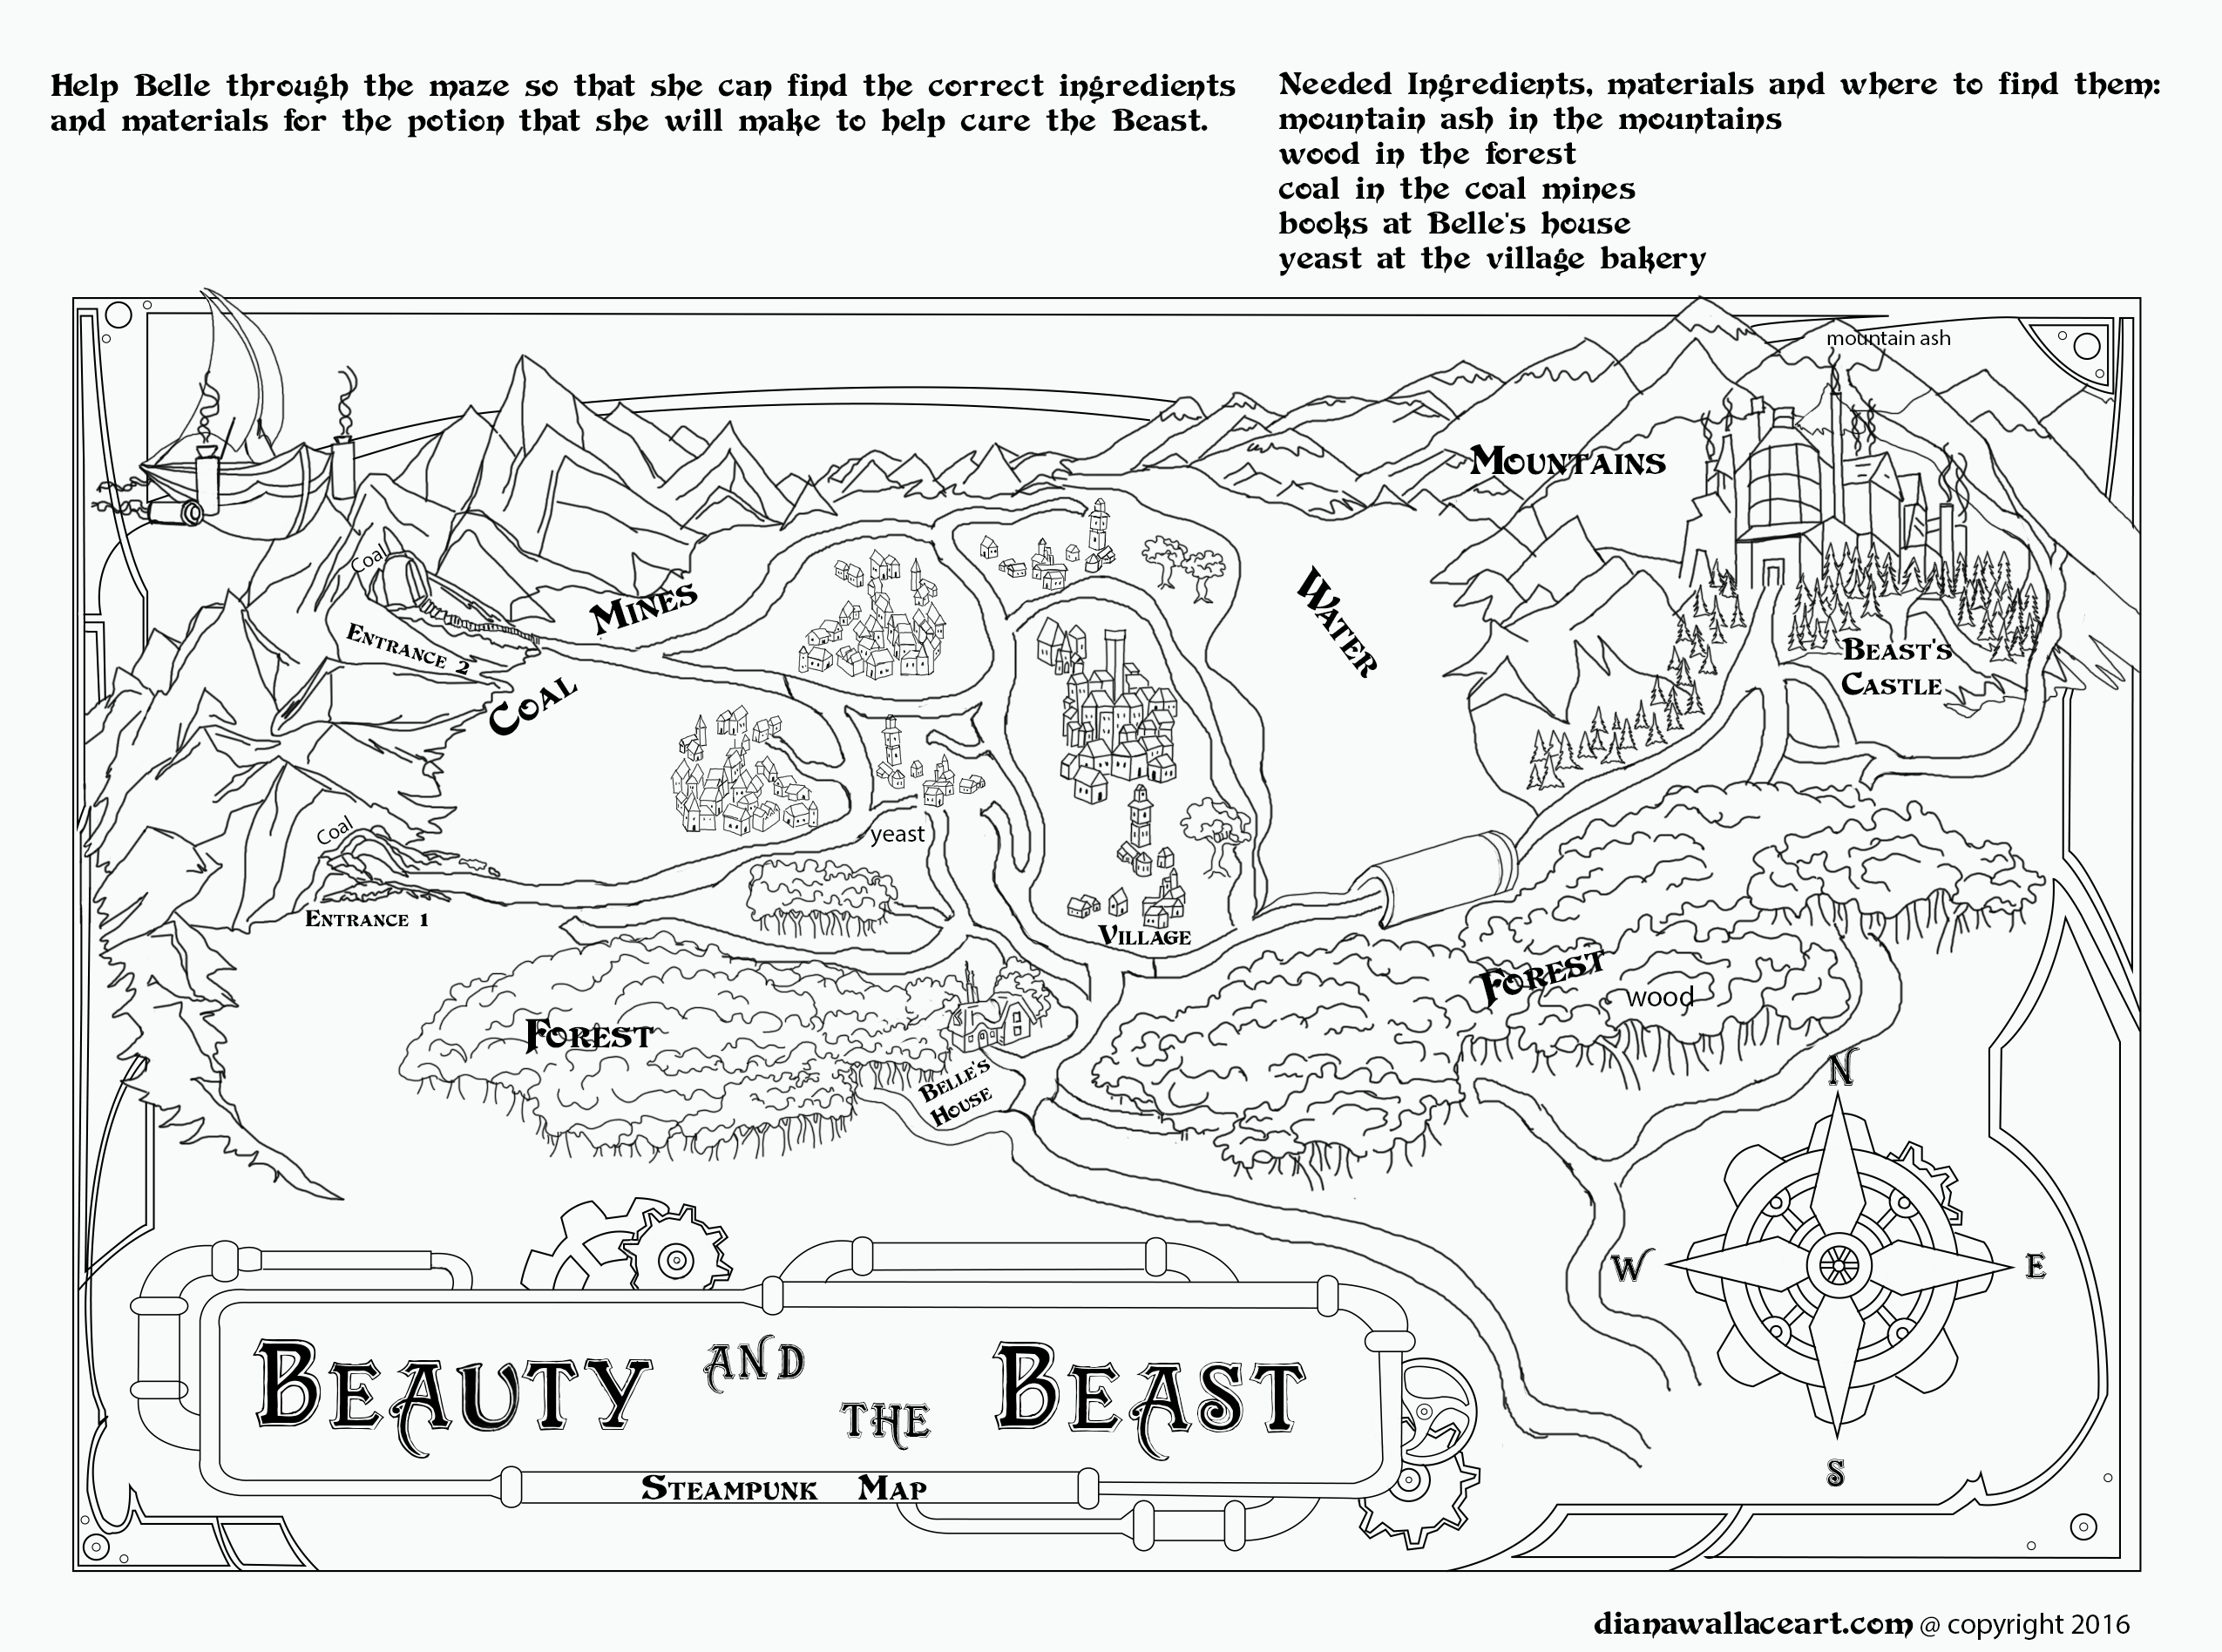 Help Belle through the maze so that she can find the correct ingredients
and materials for the potion that she will make to help cure the Beast.
Needed Ingredients, materials and where to find them:
mountain ash in the mountains
wood in the forest
coal in the coal mines
books at Belle's house
yeast at the village bakery
mountain ash
Mountains
Coal
Mines
Water
Entrance 2
Beast's
Castle
Coal
Coal
yeast
Entrance 1
Village
Forest
wood
Forest
Belle's
House
N
W
E
S
Beauty and the Beast
Steampunk Map
dianawallaceart.com @ copyright 2016